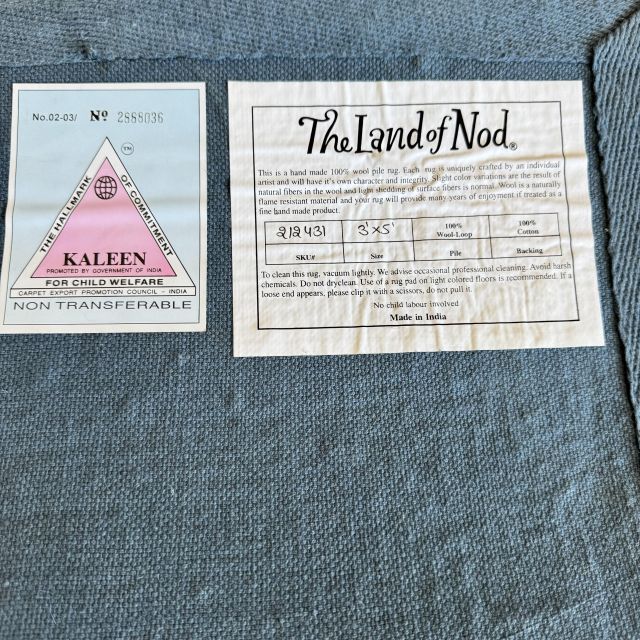 No.02-03/ No 2888036
TM
THE HALLMARK OF COMMITMENT
KALEEN
PROMOTED BY GOVERNMENT OF INDIA
FOR CHILD WELFARE
CARPET EXPORT PROMOTION COUNCIL - INDIA
NON TRANSFERABLE
The Land of Nod®
This is a hand made 100% wool pile rug. Each rug is uniquely crafted by an individual
artist and will have it's own character and integrity. Slight color variations are the result of
natural fibers in the wool and light shedding of surface fibers is normal. Wool is a naturally
flame resistant material and your rug will provide many years of enjoyment if treated as a
fine hand made product.
212431 3'x5' 100% Wool-Loop 100% Cotton
SKU# Size Pile Backing
To clean this rug, vacuum lightly. We advise occasional professional cleaning. Avoid harsh
chemicals. Do not dryclean. Use of a rug pad on light colored floors is recommended. If a
loose end appears, please clip it with a scissors, do not pull it.
No child labour involved
Made in India